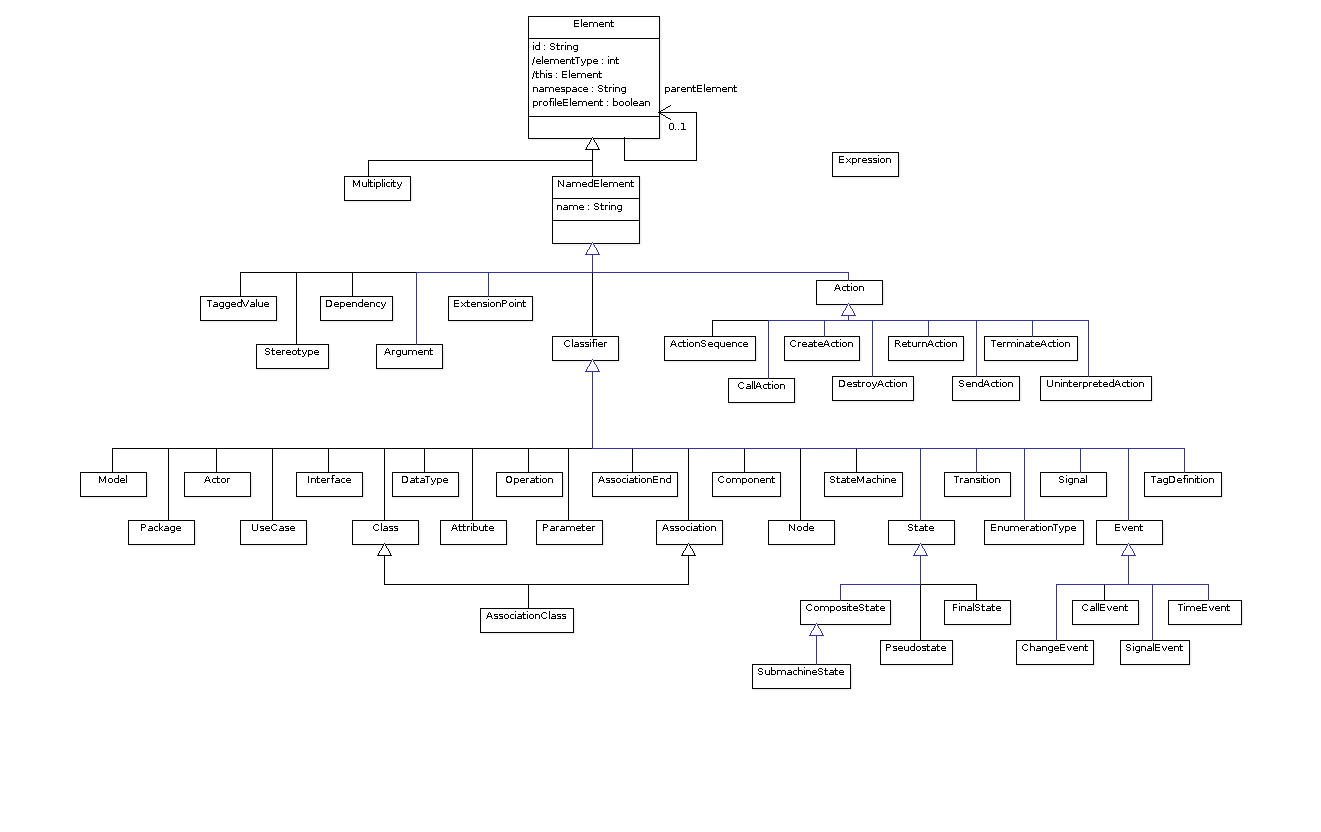 Element
id : String
/elementType : int
/this : Element
namespace : String
profileElement : boolean
parentElement
0..1
Expression
Multiplicity
NamedElement
name : String
TaggedValue
Dependency
ExtensionPoint
Action
Stereotype
Argument
Classifier
ActionSequence
CreateAction
ReturnAction
TerminateAction
CallAction
DestroyAction
SendAction
UninterpretedAction
Model
Actor
Interface
DataType
Operation
AssociationEnd
Component
StateMachine
Transition
Signal
TagDefinition
Package
UseCase
Class
Attribute
Parameter
Association
Node
State
EnumerationType
Event
AssociationClass
CompositeState
FinalState
CallEvent
TimeEvent
Pseudostate
ChangeEvent
SignalEvent
SubmachineState